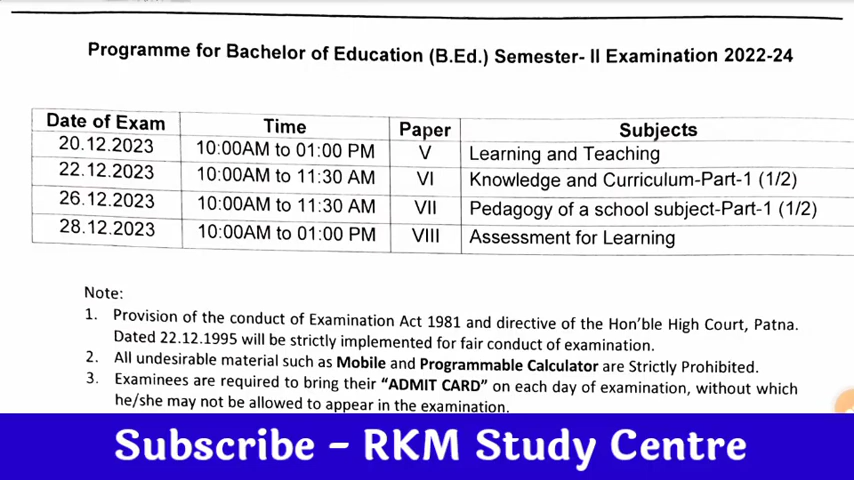 Programme for Bachelor of Education (B.Ed.) Semester- II Examination 2022-24
Date of Exam Time Paper Subjects
20.12.2023 10:00AM to 01:00 PM V Learning and Teaching
22.12.2023 10:00AM to 11:30 AM VI Knowledge and Curriculum-Part-1 (1/2)
26.12.2023 10:00AM to 11:30 AM VII Pedagogy of a school subject-Part-1 (1/2)
28.12.2023 10:00AM to 01:00 PM VIII Assessment for Learning
Note:
1. Provision of the conduct of Examination Act 1981 and directive of the Hon'ble High Court, Patna.
Dated 22.12.1995 will be strictly implemented for fair conduct of examination.
2. All undesirable material such as Mobile and Programmable Calculator are Strictly Prohibited.
3. Examinees are required to bring their "ADMIT CARD" on each day of examination, without which
he/she may not be allowed to appear in the examination.
Subscribe - RKM Study Centre